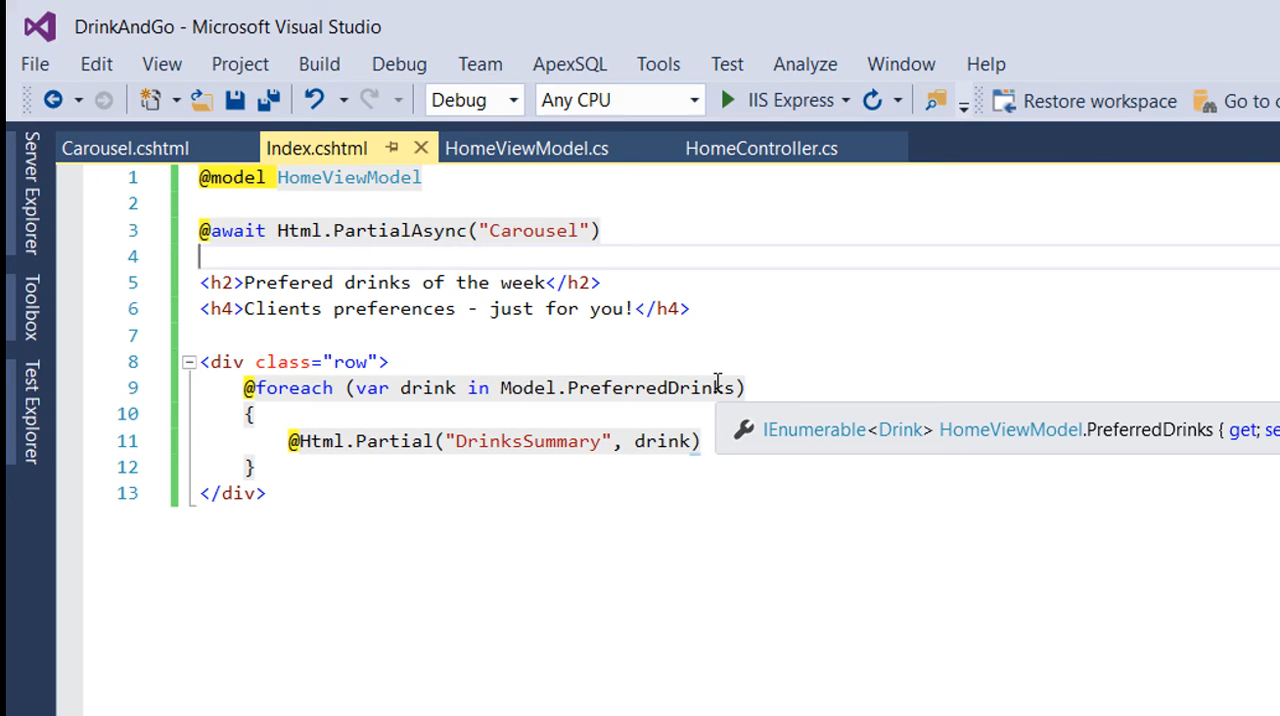 DrinkAndGo - Microsoft Visual Studio
File Edit View Project Build Debug Team ApexSQL Tools Test Analyze Window Help
Debug Any CPU IIS Express Restore workspace Go to
Server Explorer
Toolbox
Test Explorer
Carousel.cshtml Index.cshtml HomeViewModel.cs HomeController.cs
1 @model HomeViewModel
2
3 @await Html.PartialAsync("Carousel")
4
5 <h2>Prefered drinks of the week</h2>
6 <h4>Clients preferences - just for you!</h4>
7
8 <div class="row">
9 @foreach (var drink in Model.PreferredDrinks)
10 {
IEnumerable<Drink> HomeViewModel.PreferredDrinks { get; se
11 @Html.Partial("DrinksSummary", drink)
12 }
13 </div>